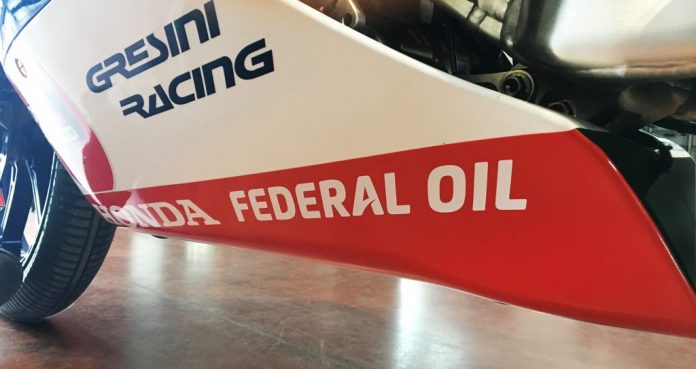 GRESINI
RACING
HONDA FEDERAL OIL